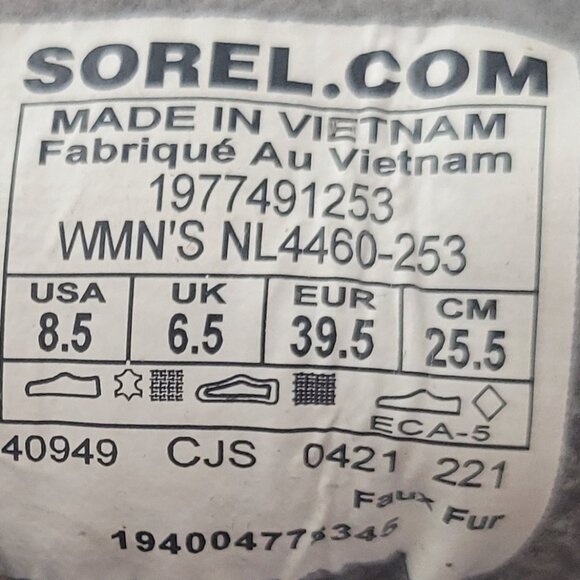 SOREL.COM
MADE IN VIETNAM
Fabriqué Au Vietnam
1977491253
WMN'S NL4460-253
USA UK EUR CM
8.5 6.5 39.5 25.5
ECA-5
40949 CJS 0421 221
Faux Fur